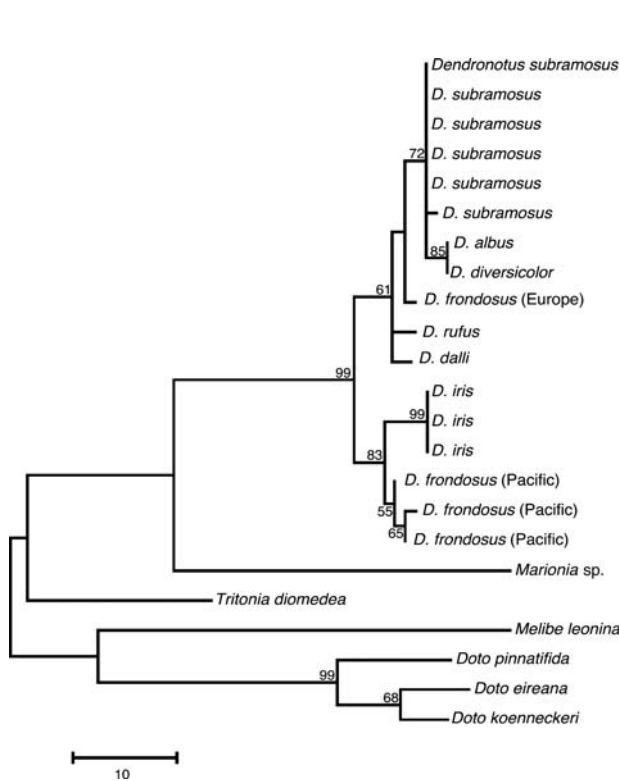 Dendronotus subramosus
D. subramosus
D. subramosus
72 D. subramosus
D. subramosus
D. subramosus
D. albus
85
D. diversicolor
61 D. frondosus (Europe)
D. rufus
D. dalli
99
D. iris
99 D. iris
D. iris
83
D. frondosus (Pacific)
55 D. frondosus (Pacific)
65 D. frondosus (Pacific)
Marionia sp.
Tritonia diomedea
Melibe leonina
Doto pinnatifida
99
Doto eireana
68
Doto koenneckeri
10